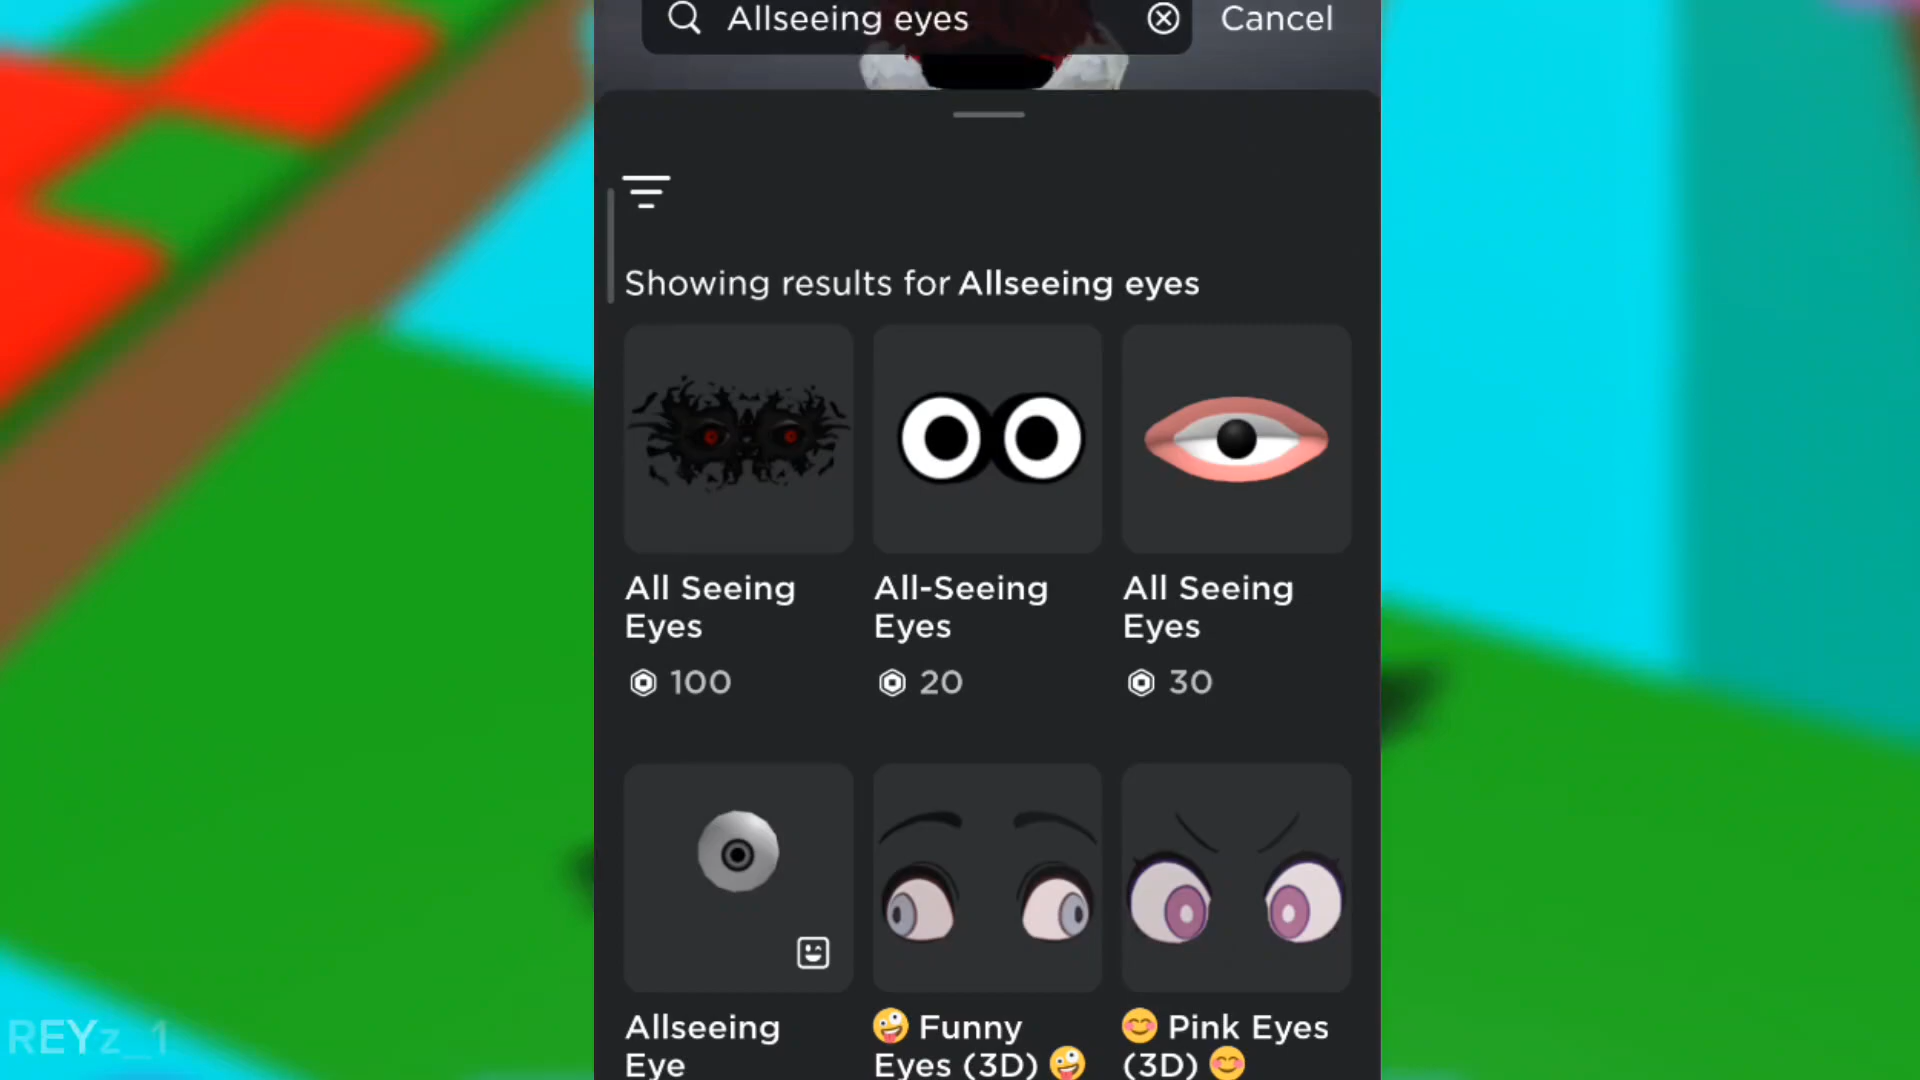 Allseeing eyes
Cancel
Showing results for Allseeing eyes
All Seeing
Eyes
100
All-Seeing
Eyes
20
All Seeing
Eyes
30
Allseeing
Eye
🤪 Funny
Eyes (3D) 🤪
😊 Pink Eyes
(3D) 😊
REYz_1